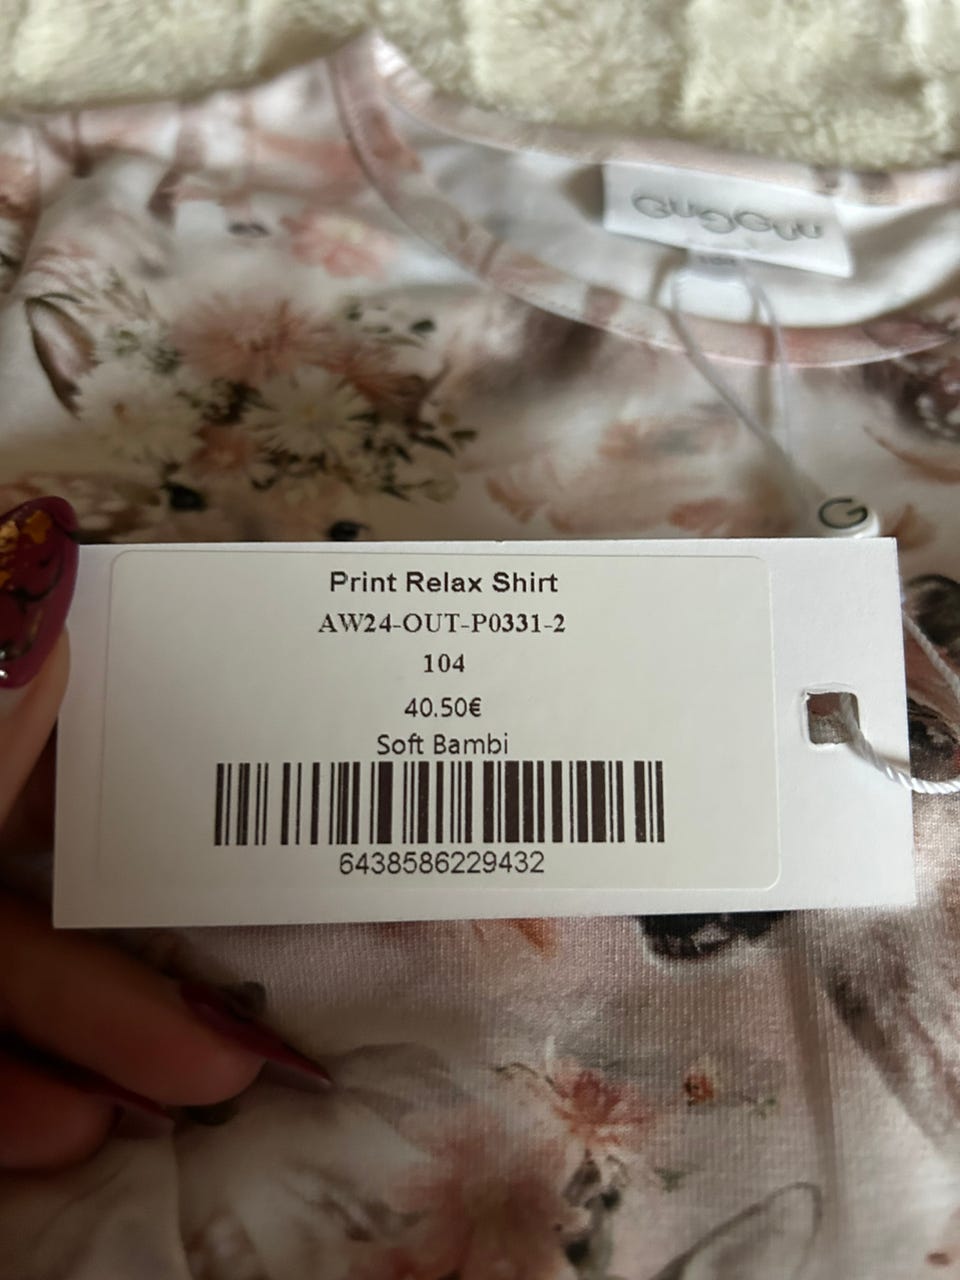 GUGGUU
G
Print Relax Shirt
AW24-OUT-P0331-2
104
40.50€
Soft Bambi
6438586229432